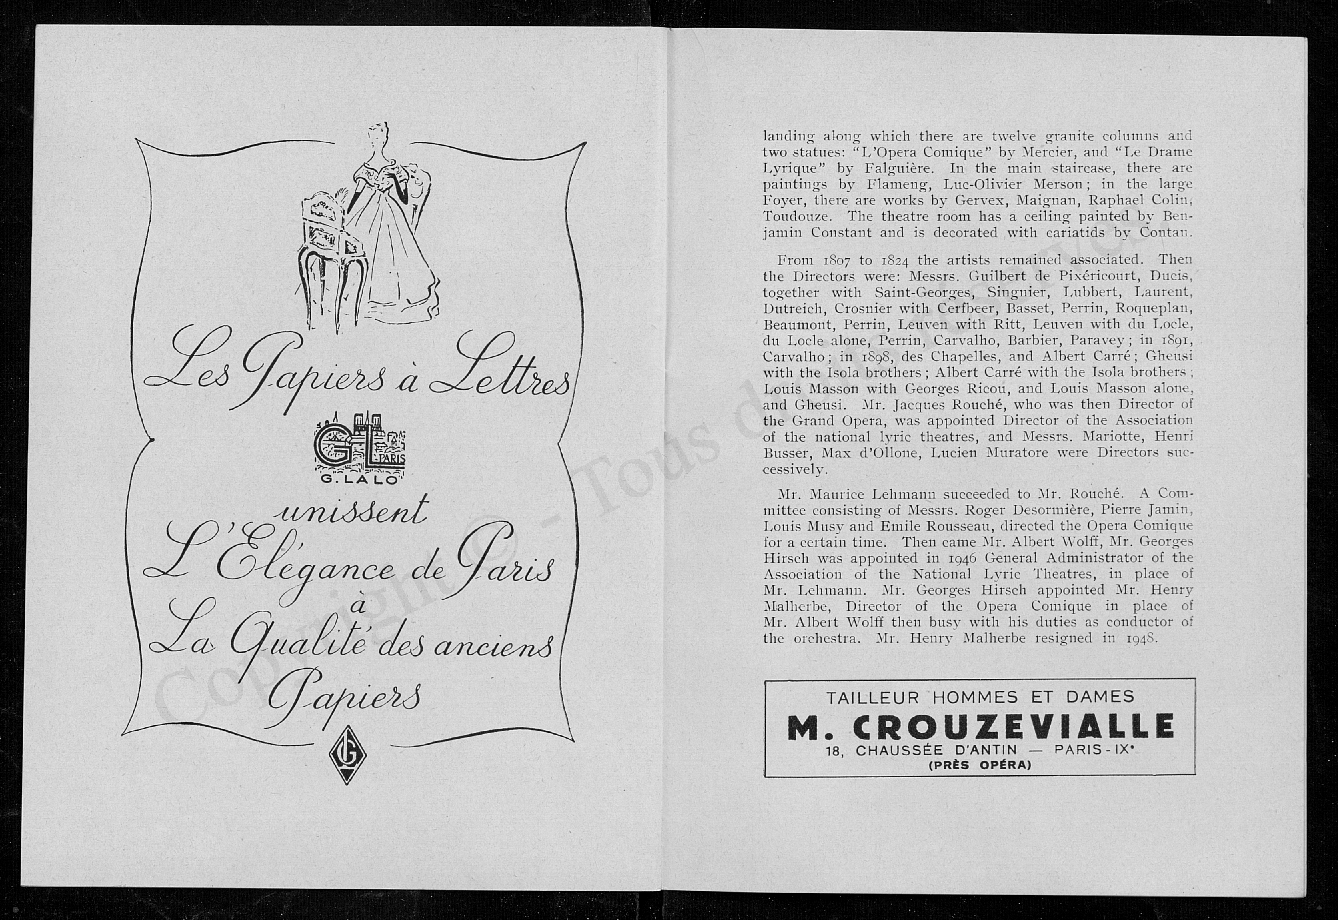 Les Papiers à Lettres
GL
PARIS
G. LALO
unissent
L'Elégance de Paris
à
La Qualité des anciens
Papiers
GL
landing along which there are twelve granite columns and
two statues: "L'Opera Comique" by Mercier, and "Le Drame
Lyrique" by Falguière. In the main staircase, there are
paintings by Flameng, Luc-Olivier Merson; in the large
Foyer, there are works by Gervex, Maignan, Raphael Colin,
Toudouze. The theatre room has a ceiling painted by Ben-
jamin Constant and is decorated with cariatids by Contan.
From 1807 to 1824 the artists remained associated. Then
the Directors were: Messrs. Guilbert de Pixéricourt, Ducis,
together with Saint-Georges, Singuier, Lubbert, Laurent,
Dutreich, Crosnier with Cerfbeer, Basset, Perrin, Roqueplan,
Beaumont, Perrin, Leuven with Ritt, Leuven with du Locle,
du Locle alone, Perrin, Carvalho, Barbier, Paravey; in 1891,
Carvalho; in 1898, des Chapelles, and Albert Carré; Gheusi
with the Isola brothers; Albert Carré with the Isola brothers;
Louis Masson with Georges Ricou, and Louis Masson alone,
and Gheusi. Mr. Jacques Rouché, who was then Director of
the Grand Opera, was appointed Director of the Association
of the national lyric theatres, and Messrs. Mariotte, Henri
Busser, Max d'Ollone, Lucien Muratore were Directors suc-
cessively.
Mr. Maurice Lehmann succeeded to Mr. Rouché. A Com-
mittee consisting of Messrs. Roger Desormière, Pierre Jamin,
Louis Musy and Emile Rousseau, directed the Opera Comique
for a certain time. Then came Mr. Albert Wolff, Mr. Georges
Hirsch was appointed in 1946 General Administrator of the
Association of the National Lyric Theatres, in place of
Mr. Lehmann. Mr. Georges Hirsch appointed Mr. Henry
Malherbe, Director of the Opera Comique in place of
Mr. Albert Wolff then busy with his duties as conductor of
the orchestra. Mr. Henry Malherbe resigned in 1948.
TAILLEUR HOMMES ET DAMES
M. CROUZEVIALLE
18, CHAUSSÉE D'ANTIN — PARIS-IXe
(PRÈS OPÉRA)
Copyright © - Tous droits réservés